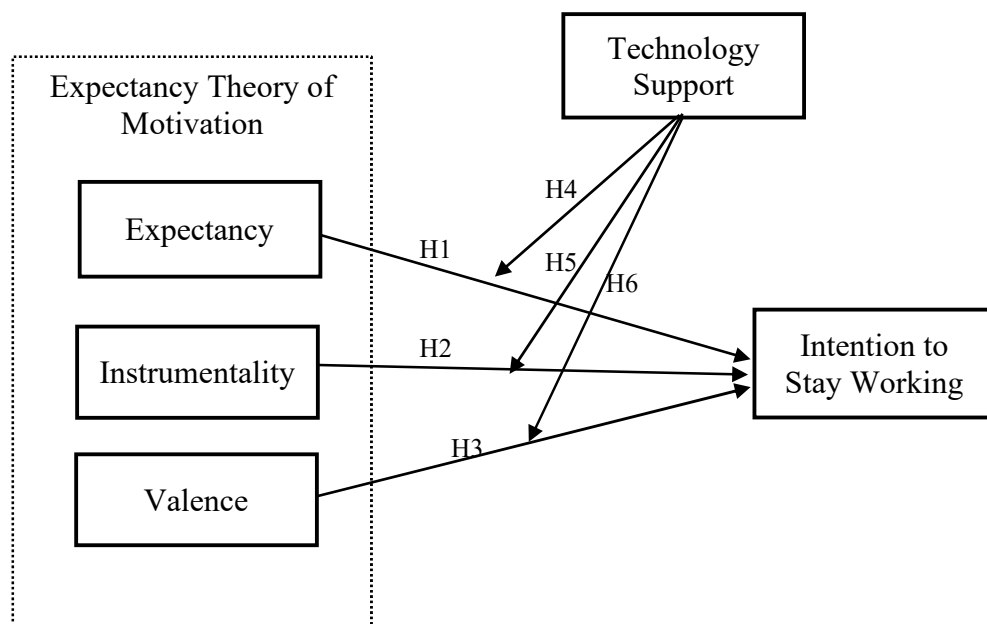 Technology
Support
Expectancy Theory of
Motivation
Expectancy
Instrumentality
Valence
H1
H2
H3
H4
H5
H6
Intention to
Stay Working